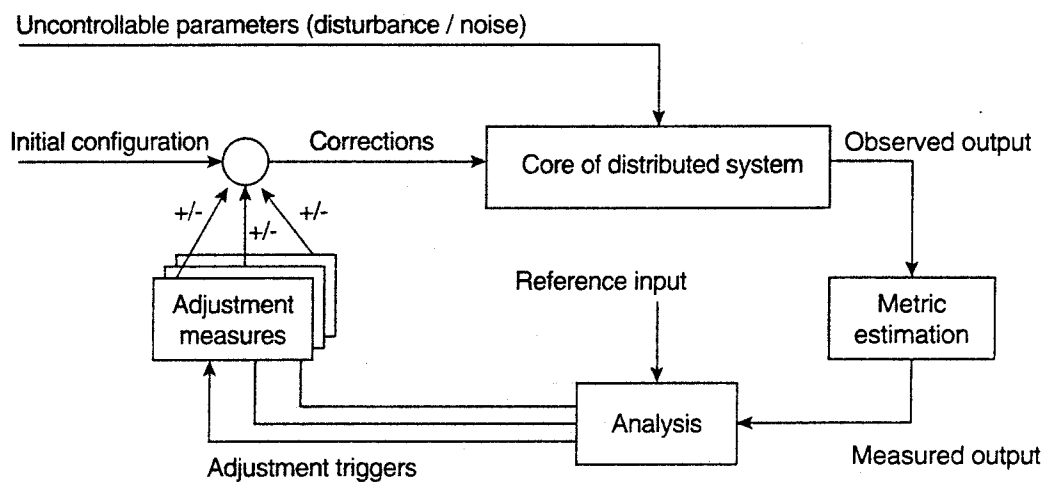 Uncontrollable parameters (disturbance / noise)
Initial configuration
Corrections
Core of distributed system
Observed output
+/-
+/-
+/-
Reference input
Adjustment
measures
Metric
estimation
Analysis
Adjustment triggers
Measured output